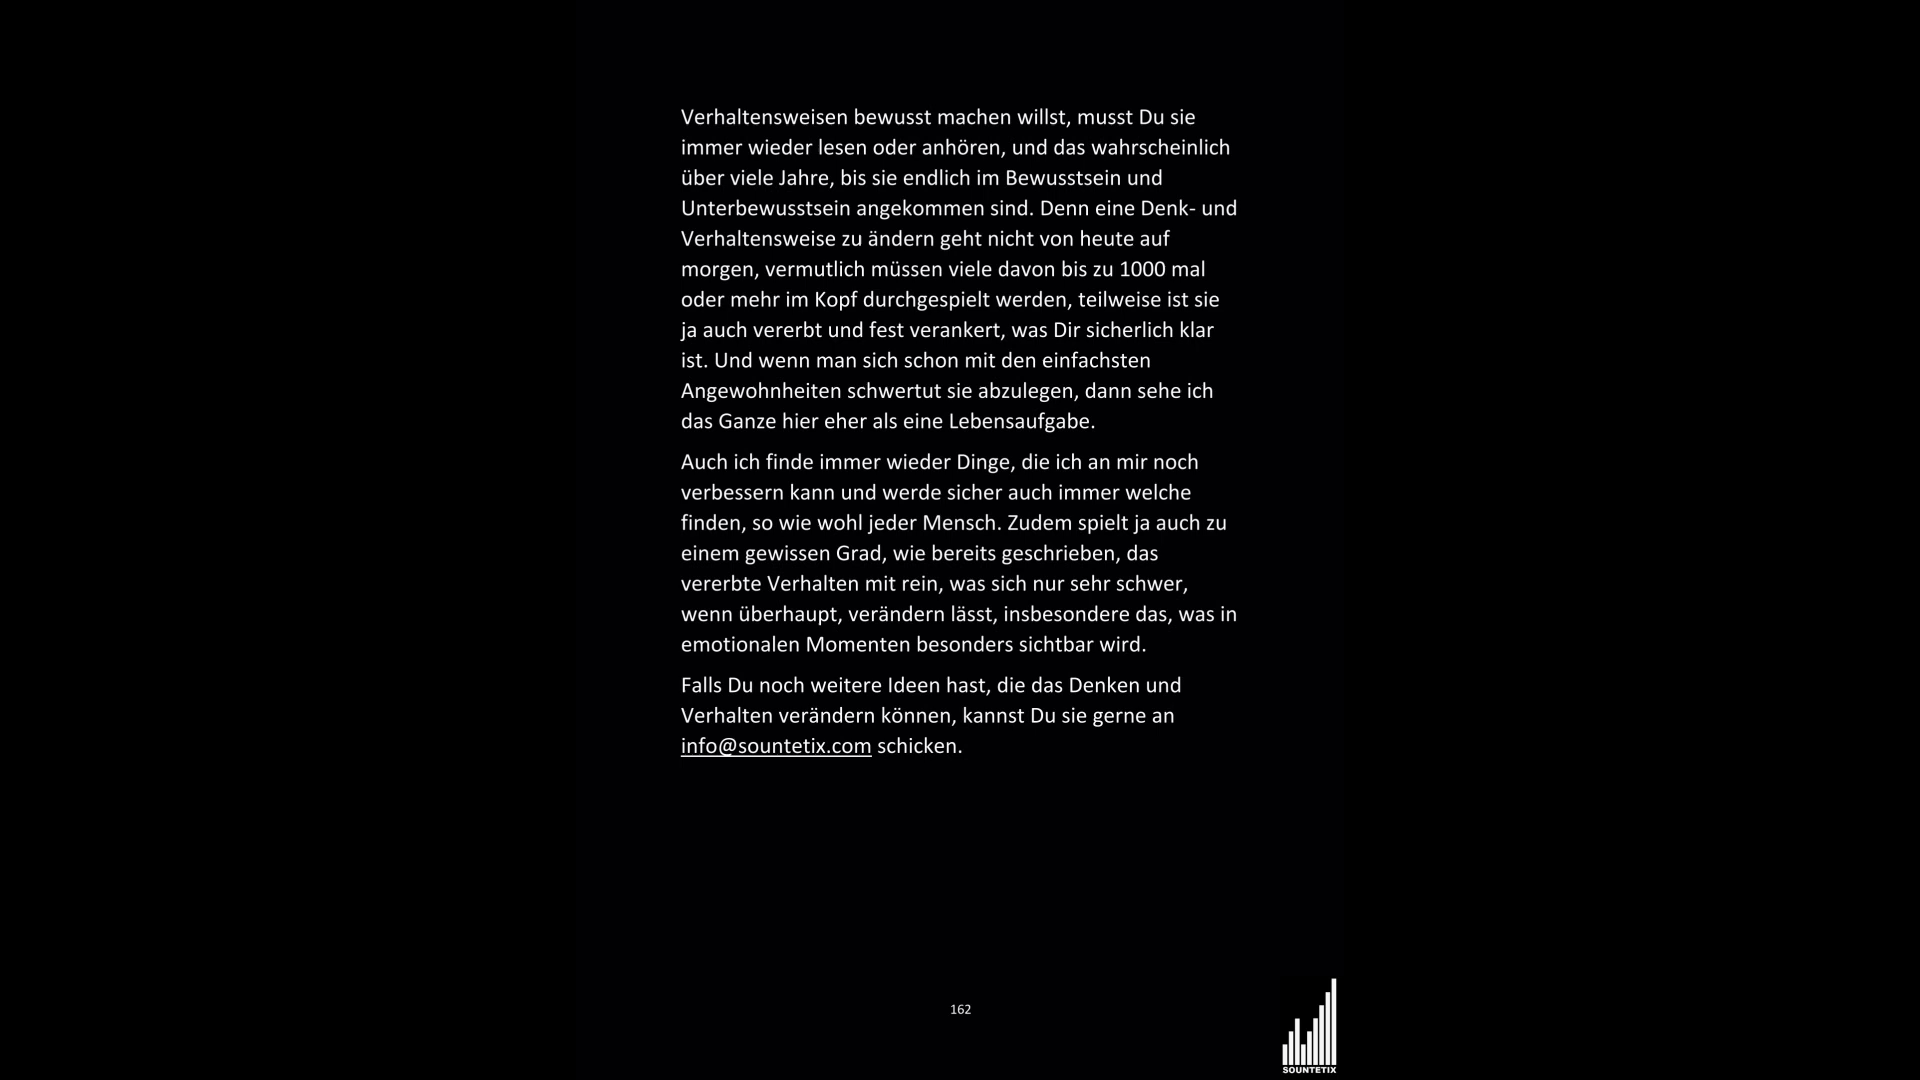 Verhaltensweisen bewusst machen willst, musst Du sie
immer wieder lesen oder anhören, und das wahrscheinlich
über viele Jahre, bis sie endlich im Bewusstsein und
Unterbewusstsein angekommen sind. Denn eine Denk- und
Verhaltensweise zu ändern geht nicht von heute auf
morgen, vermutlich müssen viele davon bis zu 1000 mal
oder mehr im Kopf durchgespielt werden, teilweise ist sie
ja auch vererbt und fest verankert, was Dir sicherlich klar
ist. Und wenn man sich schon mit den einfachsten
Angewohnheiten schwertut sie abzulegen, dann sehe ich
das Ganze hier eher als eine Lebensaufgabe.
Auch ich finde immer wieder Dinge, die ich an mir noch
verbessern kann und werde sicher auch immer welche
finden, so wie wohl jeder Mensch. Zudem spielt ja auch zu
einem gewissen Grad, wie bereits geschrieben, das
vererbte Verhalten mit rein, was sich nur sehr schwer,
wenn überhaupt, verändern lässt, insbesondere das, was in
emotionalen Momenten besonders sichtbar wird.
Falls Du noch weitere Ideen hast, die das Denken und
Verhalten verändern können, kannst Du sie gerne an
info@sountetix.com schicken.
162
SOUNTETIX